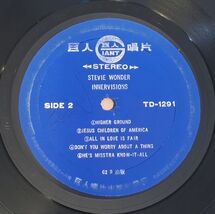 巨人 巨人 唱片
GIANT
STEREO
STEVIE WONDER
INNERVISIONS
SIDE 2 TD-1291
①HIGHER GROUND
②JESUS CHILDREN OF AMERICA
③ALL IN LOVE IS FAIR
④DON'T YOU WORRY ABOUT A THING
⑤HE'S MISSTRA KNOW-IT-ALL